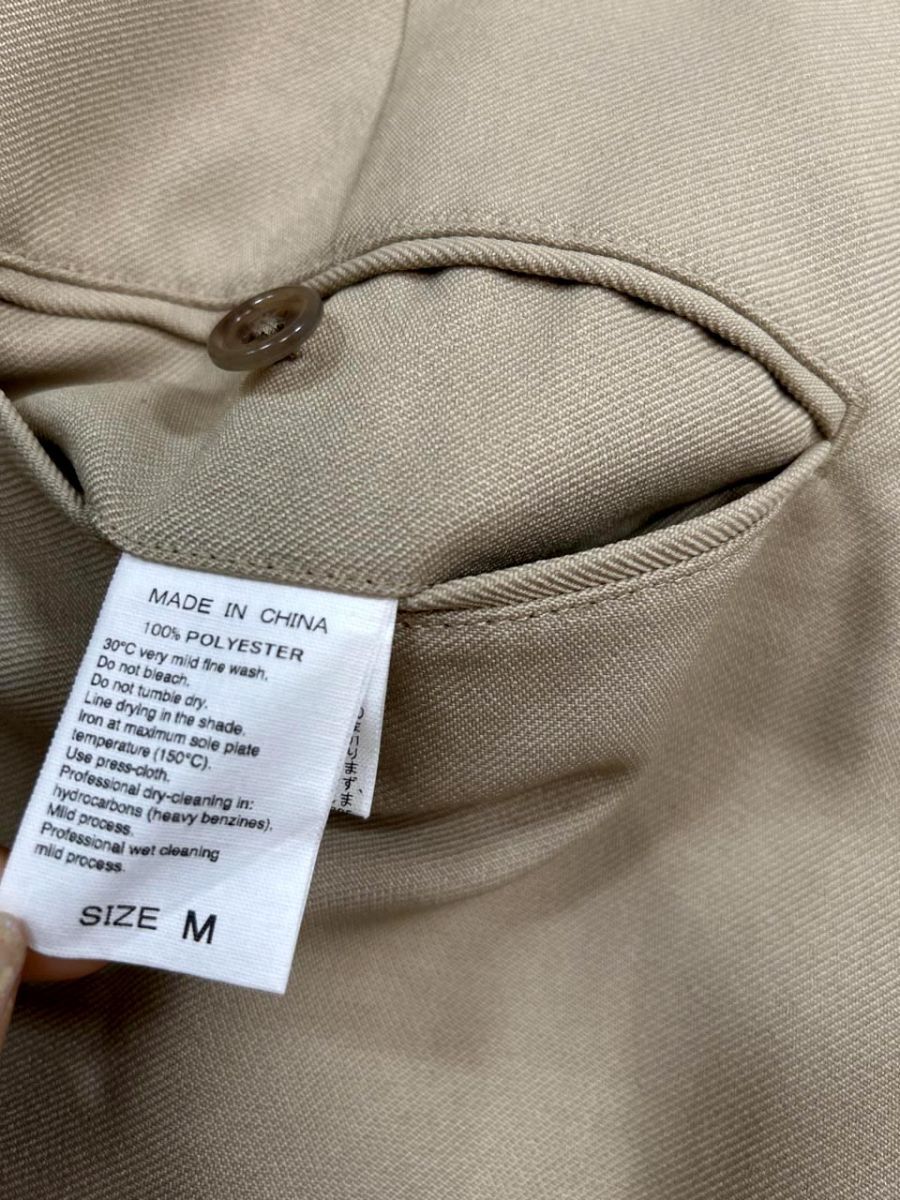 MADE IN CHINA
100% POLYESTER
30°C very mild fine wash.
Do not bleach.
Do not tumble dry.
Line drying in the shade.
Iron at maximum sole plate
temperature (150°C).
Use press-cloth.
Professional dry-cleaning in:
hydrocarbons (heavy benzines),
Mild process.
Professional wet cleaning
mild process.
SIZE M